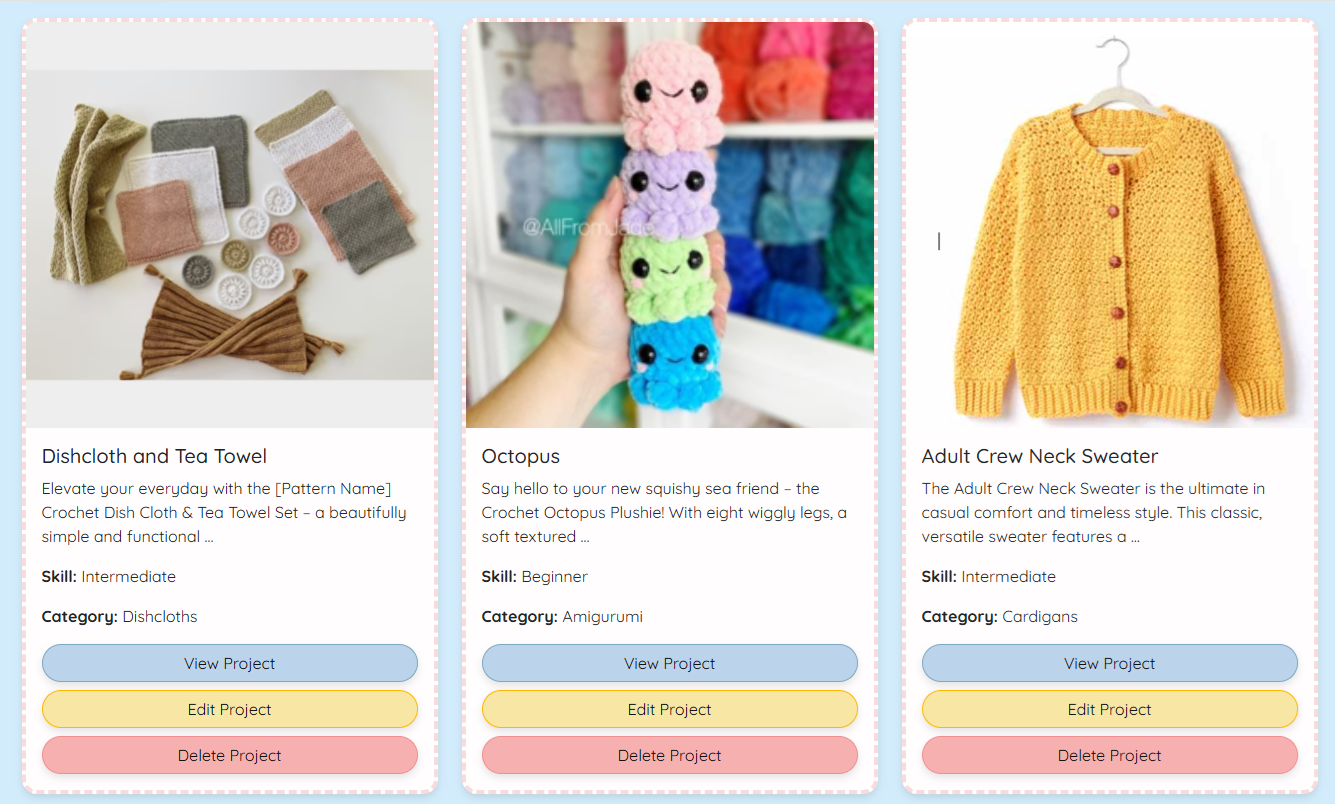 @AllFromJade
Dishcloth and Tea Towel
Elevate your everyday with the [Pattern Name]
Crochet Dish Cloth & Tea Towel Set – a beautifully
simple and functional ...
Skill: Intermediate
Category: Dishcloths
View Project
Edit Project
Delete Project
Octopus
Say hello to your new squishy sea friend – the
Crochet Octopus Plushie! With eight wiggly legs, a
soft textured ...
Skill: Beginner
Category: Amigurumi
View Project
Edit Project
Delete Project
Adult Crew Neck Sweater
The Adult Crew Neck Sweater is the ultimate in
casual comfort and timeless style. This classic,
versatile sweater features a ...
Skill: Intermediate
Category: Cardigans
View Project
Edit Project
Delete Project